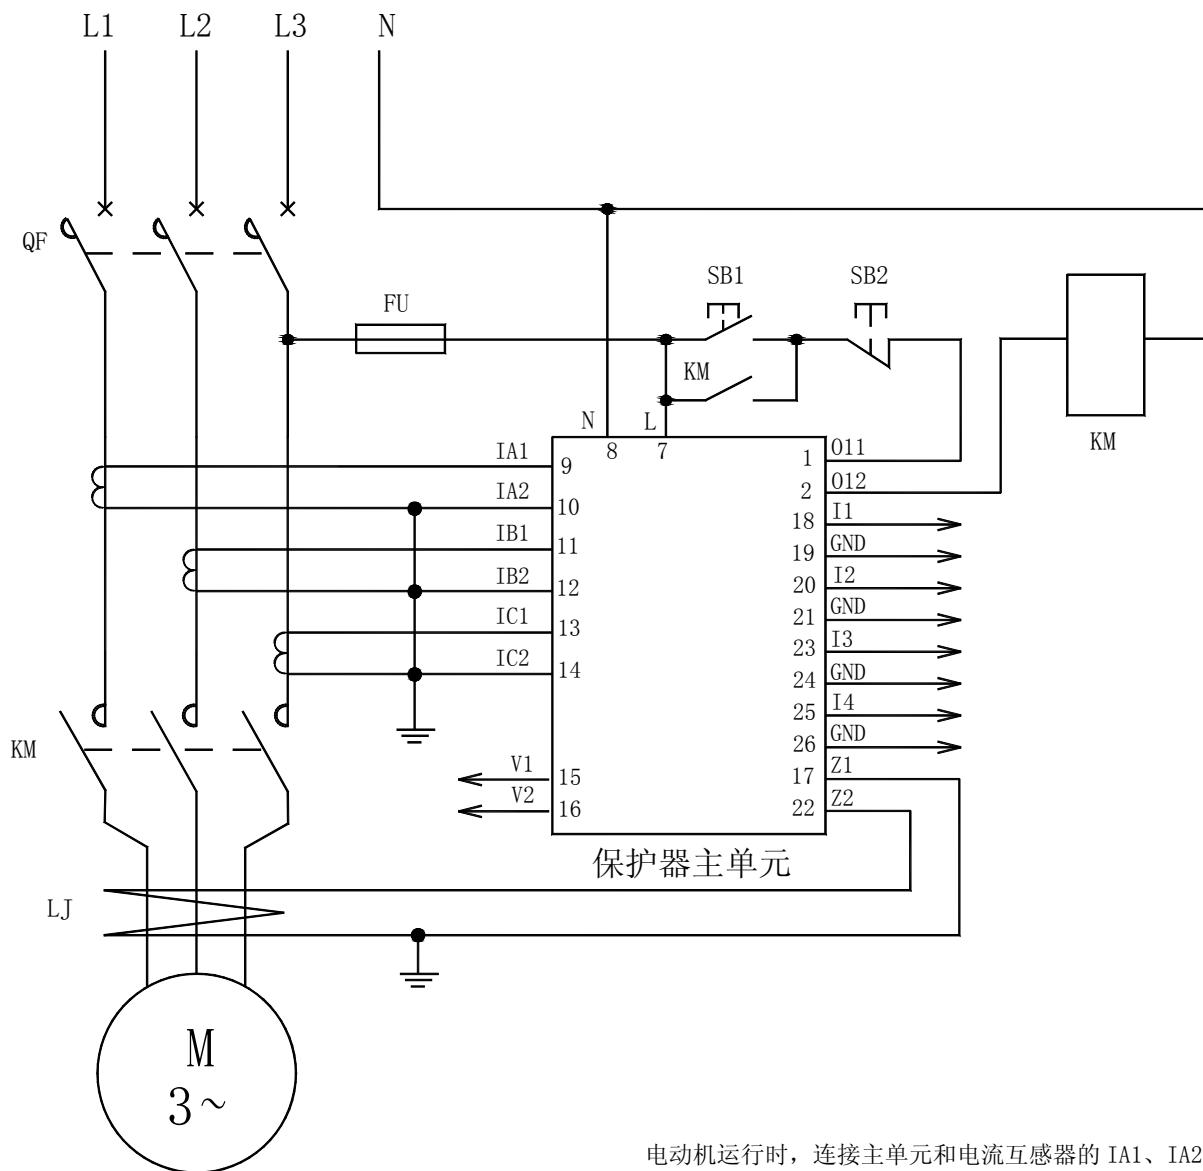 L1 L2 L3 N
QF
FU
SB1 SB2
KM
KM
N L
8 7
IA1 9
IA2 10
IB1 11
IB2 12
IC1 13
IC2 14
V1 15
V2 16
1 O11
2 O12
18 I1
19 GND
20 I2
21 GND
23 I3
24 GND
25 I4
26 GND
17 Z1
22 Z2
KM
保护器主单元
LJ
M
3~
电动机运行时，连接主单元和电流互感器的 IA1、IA2